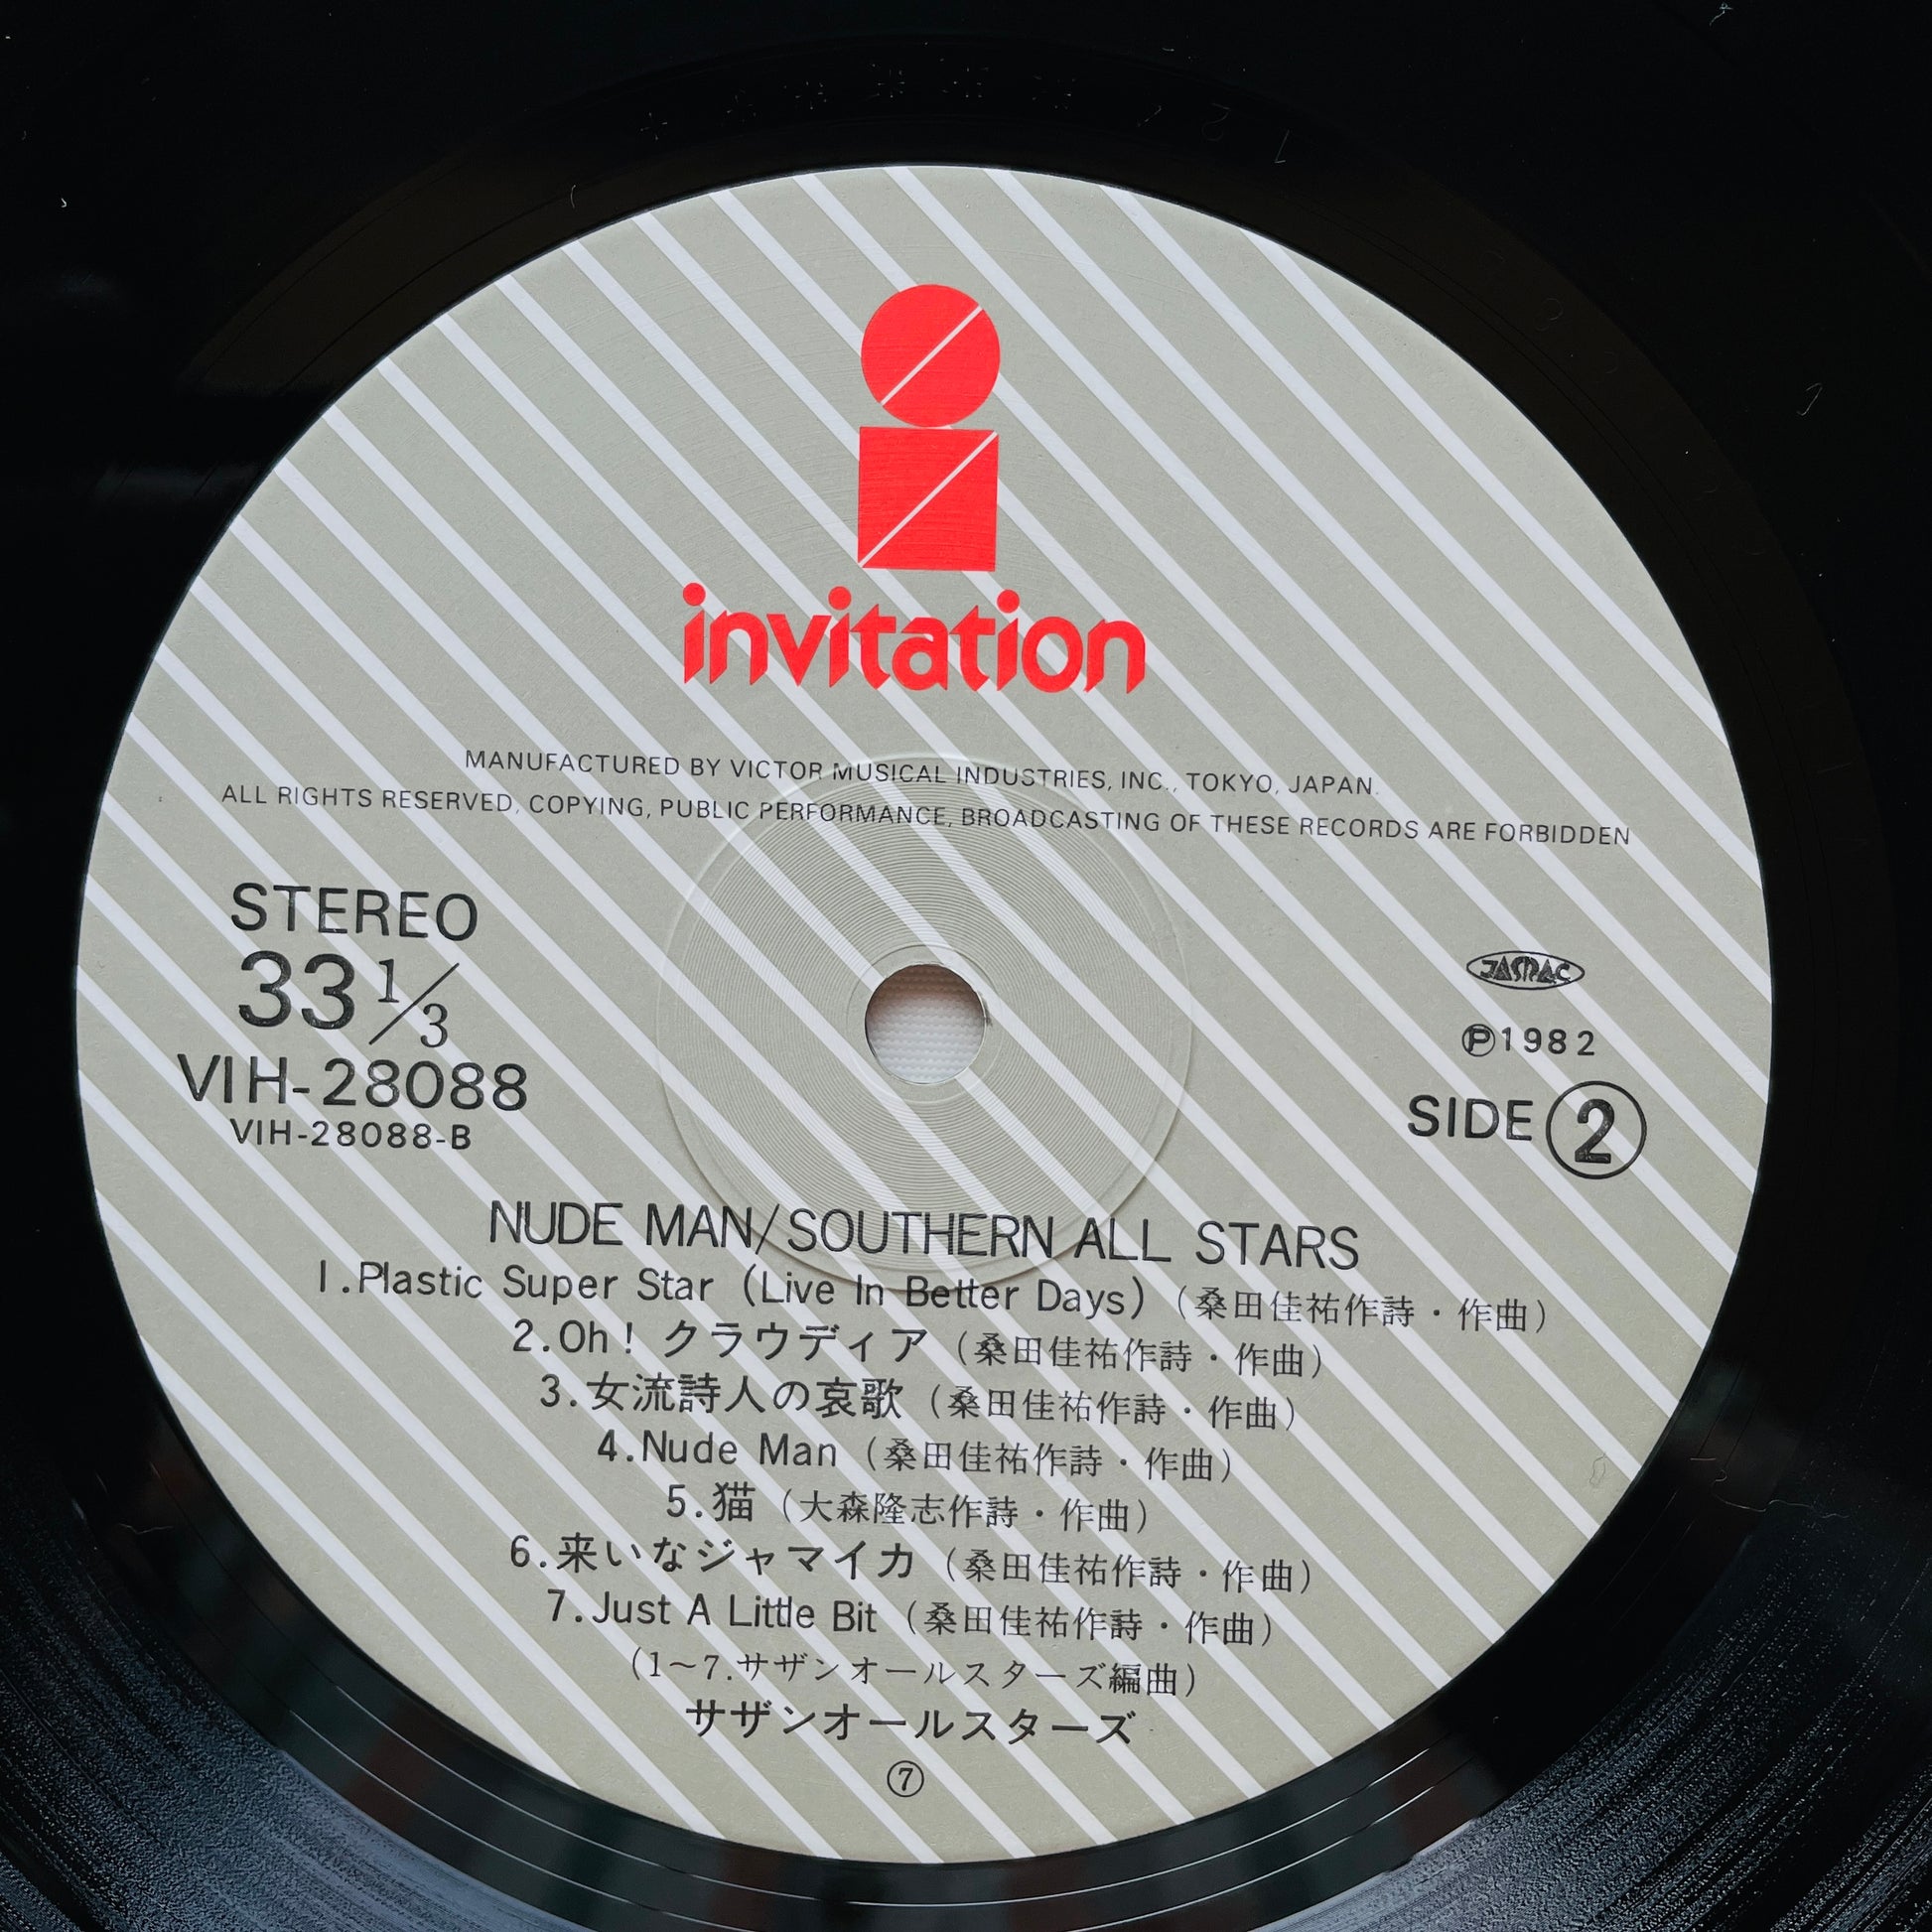 invitation
MANUFACTURED BY VICTOR MUSICAL INDUSTRIES, INC., TOKYO, JAPAN.
ALL RIGHTS RESERVED, COPYING, PUBLIC PERFORMANCE, BROADCASTING OF THESE RECORDS ARE FORBIDDEN
STEREO
33 1/3
VIH-28088
VIH-28088-B
JASRAC
Ⓟ1982
SIDE ②
NUDE MAN/SOUTHERN ALL STARS
1.Plastic Super Star (Live In Better Days) (桑田佳祐作詩・作曲)
2.Oh! クラウディア (桑田佳祐作詩・作曲)
3.女流詩人の哀歌 (桑田佳祐作詩・作曲)
4.Nude Man (桑田佳祐作詩・作曲)
5.猫 (大森隆志作詩・作曲)
6.来いなジャマイカ (桑田佳祐作詩・作曲)
7.Just A Little Bit (桑田佳祐作詩・作曲)
(1〜7.サザンオールスターズ編曲)
サザンオールスターズ
⑦